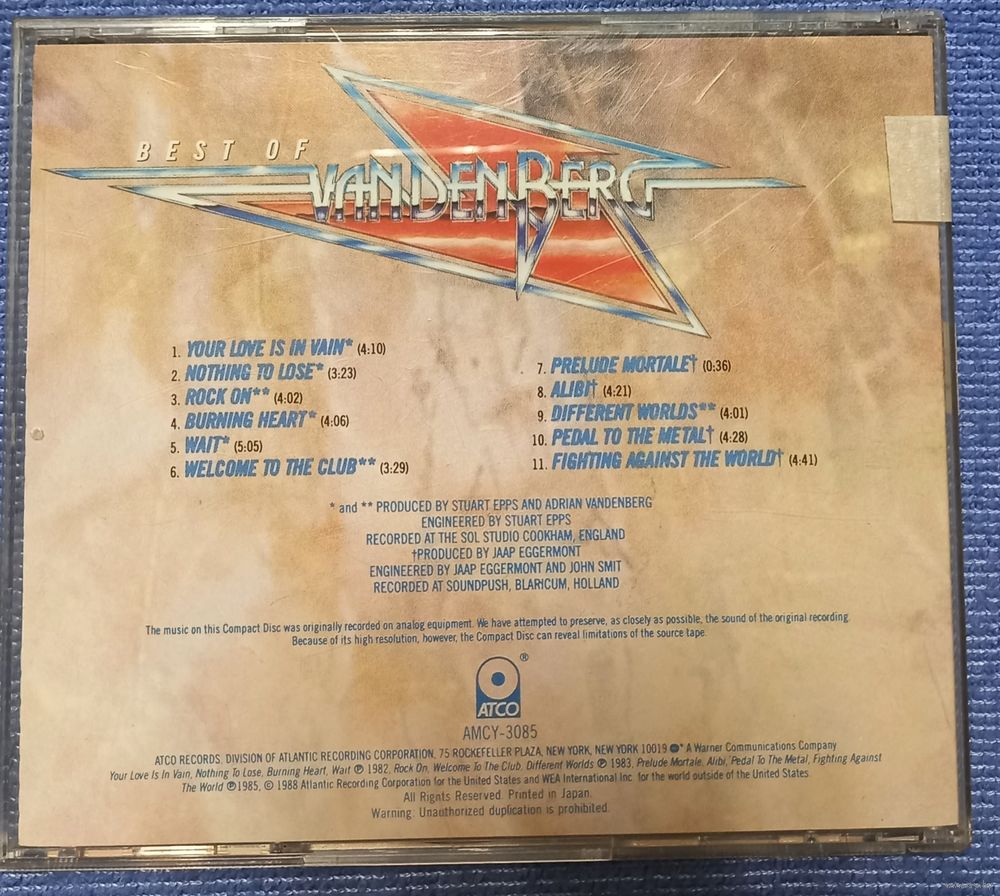 BEST OF
VANDENBERG
1. YOUR LOVE IS IN VAIN* (4:10)
2. NOTHING TO LOSE* (3:23)
3. ROCK ON** (4:02)
4. BURNING HEART* (4:06)
5. WAIT* (5:05)
6. WELCOME TO THE CLUB** (3:29)
7. PRELUDE MORTALE† (0:36)
8. ALIBI† (4:21)
9. DIFFERENT WORLDS** (4:01)
10. PEDAL TO THE METAL† (4:28)
11. FIGHTING AGAINST THE WORLD† (4:41)
* and ** PRODUCED BY STUART EPPS AND ADRIAN VANDENBERG
ENGINEERED BY STUART EPPS
RECORDED AT THE SOL STUDIO COOKHAM, ENGLAND
†PRODUCED BY JAAP EGGERMONT
ENGINEERED BY JAAP EGGERMONT AND JOHN SMIT
RECORDED AT SOUNDPUSH, BLARICUM, HOLLAND
The music on this Compact Disc was originally recorded on analog equipment. We have attempted to preserve, as closely as possible, the sound of the original recording.
Because of its high resolution, however, the Compact Disc can reveal limitations of the source tape.
®
ATCO
AMCY-3085
ATCO RECORDS, DIVISION OF ATLANTIC RECORDING CORPORATION, 75 ROCKEFELLER PLAZA, NEW YORK, NEW YORK 10019 * A Warner Communications Company
Your Love Is In Vain, Nothing To Lose, Burning Heart, Wait ℗ 1982, Rock On, Welcome To The Club, Different Worlds ℗ 1983, Prelude Mortale, Alibi, Pedal To The Metal, Fighting Against
The World ℗1985, © 1988 Atlantic Recording Corporation for the United States and WEA International Inc. for the world outside of the United States.
All Rights Reserved. Printed in Japan.
Warning: Unauthorized duplication is prohibited.